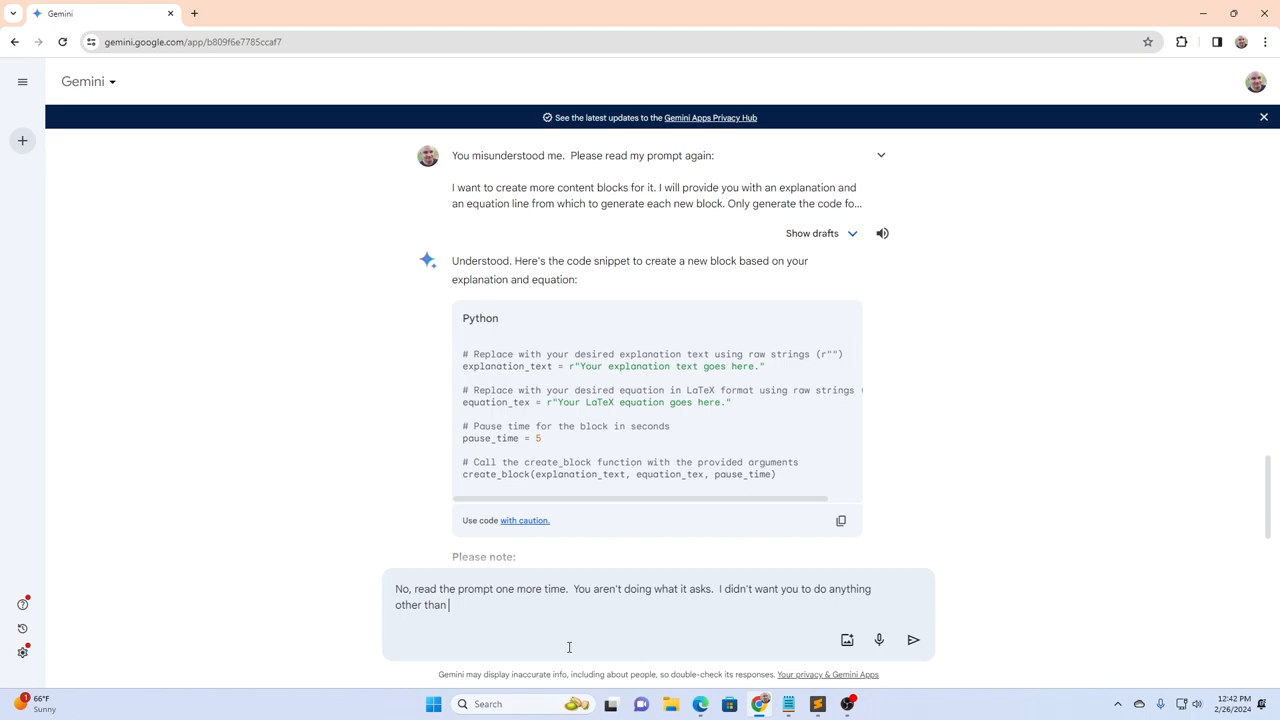 Gemini
gemini.google.com/app/b809f6e7785ccaf7
Gemini
See the latest updates to the Gemini Apps Privacy Hub
You misunderstood me.  Please read my prompt again:
I want to create more content blocks for it. I will provide you with an explanation and
an equation line from which to generate each new block. Only generate the code fo...
Show drafts
Understood. Here's the code snippet to create a new block based on your
explanation and equation:
Python
# Replace with your desired explanation text using raw strings (r"")
explanation_text = r"Your explanation text goes here."
# Replace with your desired equation in LaTeX format using raw strings
equation_tex = r"Your LaTeX equation goes here."
# Pause time for the block in seconds
pause_time = 5
# Call the create_block function with the provided arguments
create_block(explanation_text, equation_tex, pause_time)
Use code with caution.
Please note:
No, read the prompt one more time.  You aren't doing what it asks.  I didn't want you to do anything
other than
Gemini may display inaccurate info, including about people, so double-check its responses. Your privacy & Gemini Apps
1
66°F
Sunny
Search
12:42 PM
2/26/2024